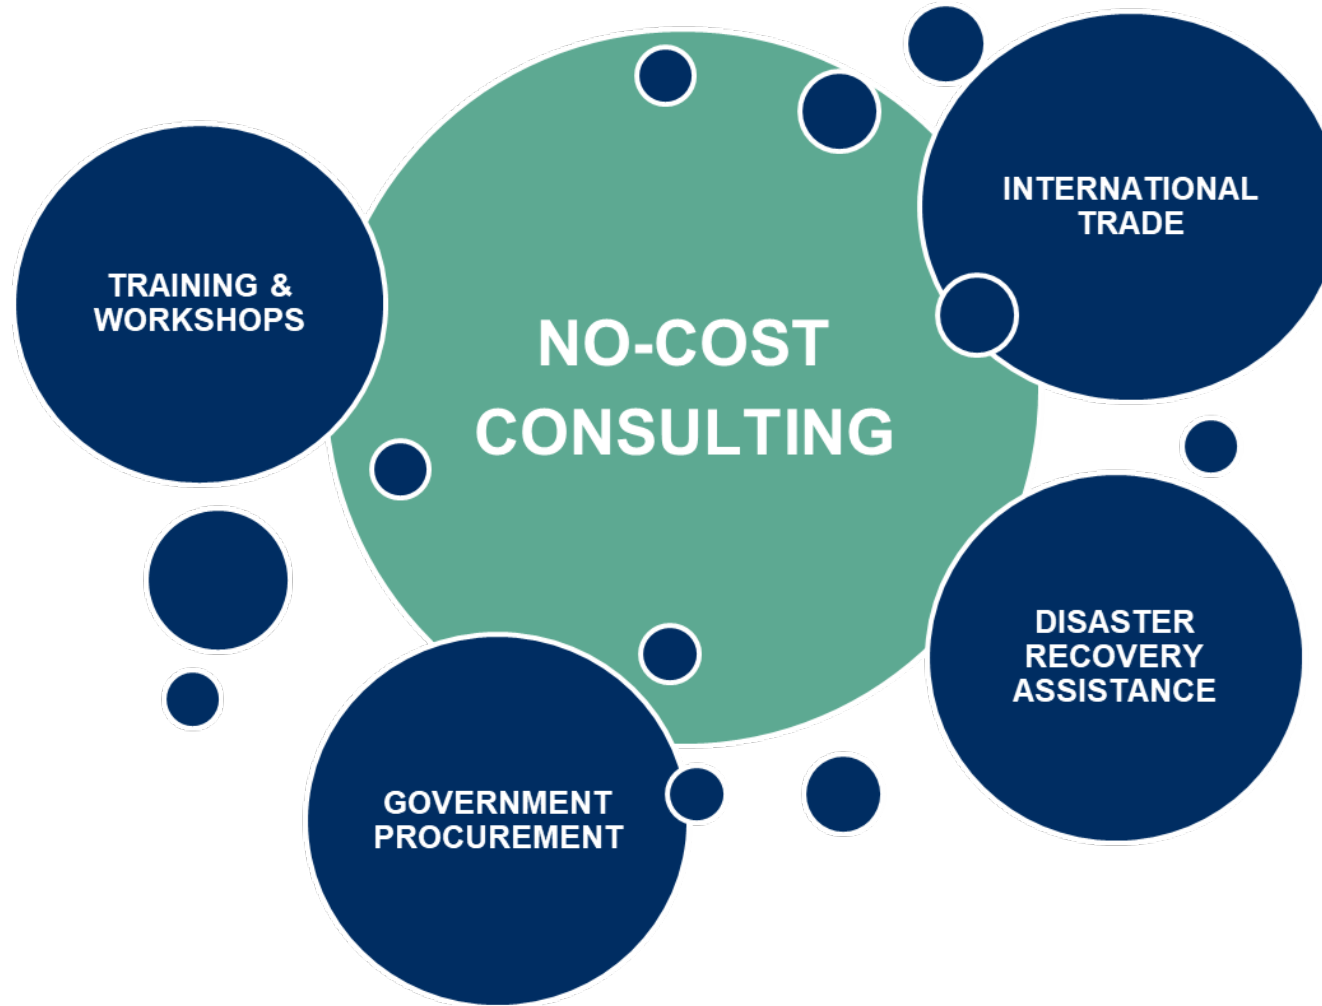 NO-COST
CONSULTING
TRAINING &
WORKSHOPS
INTERNATIONAL
TRADE
DISASTER
RECOVERY
ASSISTANCE
GOVERNMENT
PROCUREMENT